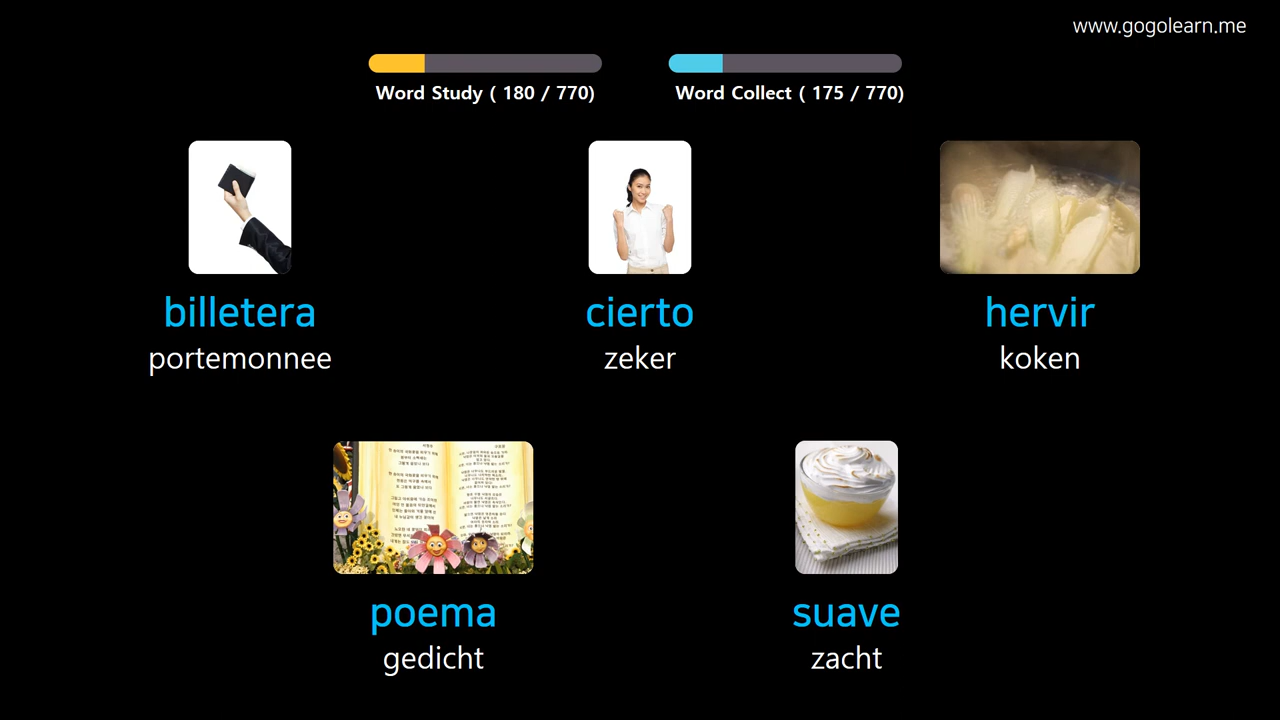 www.gogolearn.me
Word Study ( 180 / 770)
Word Collect ( 175 / 770)
billetera
portemonnee
cierto
zeker
hervir
koken
poema
gedicht
suave
zacht